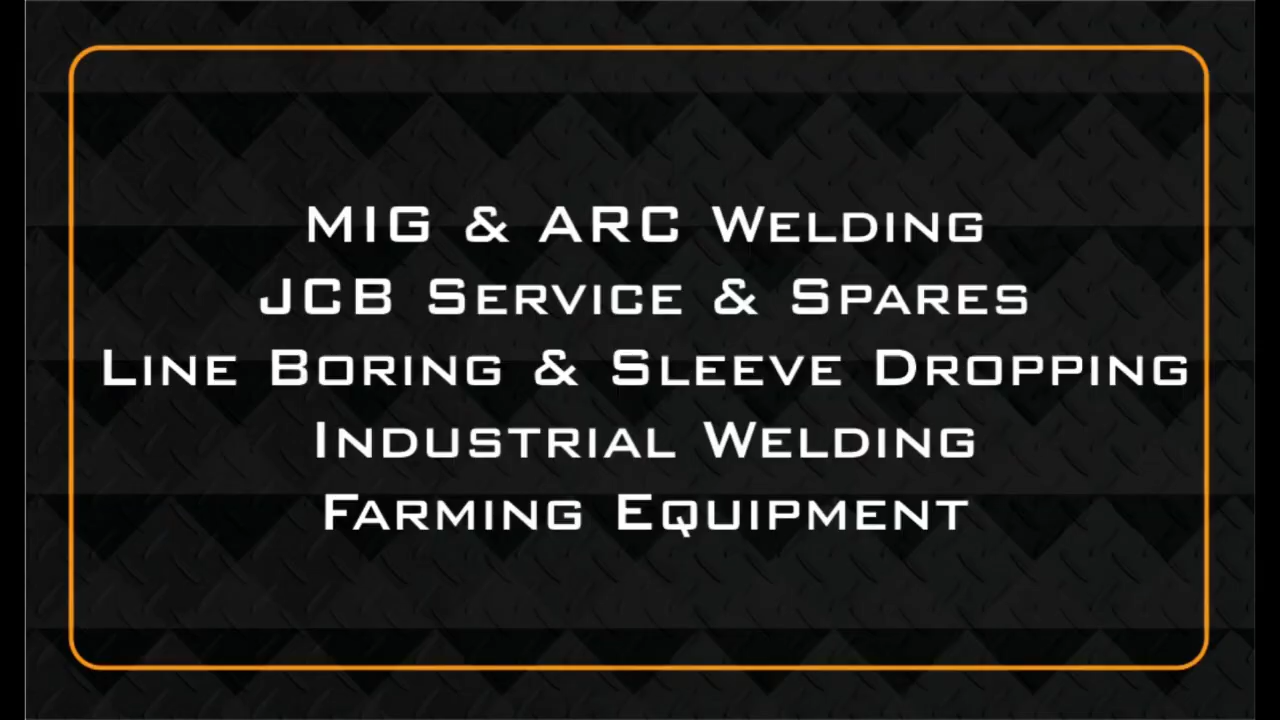 MIG & ARC Welding
JCB Service & Spares
Line Boring & Sleeve Dropping
Industrial Welding
Farming Equipment